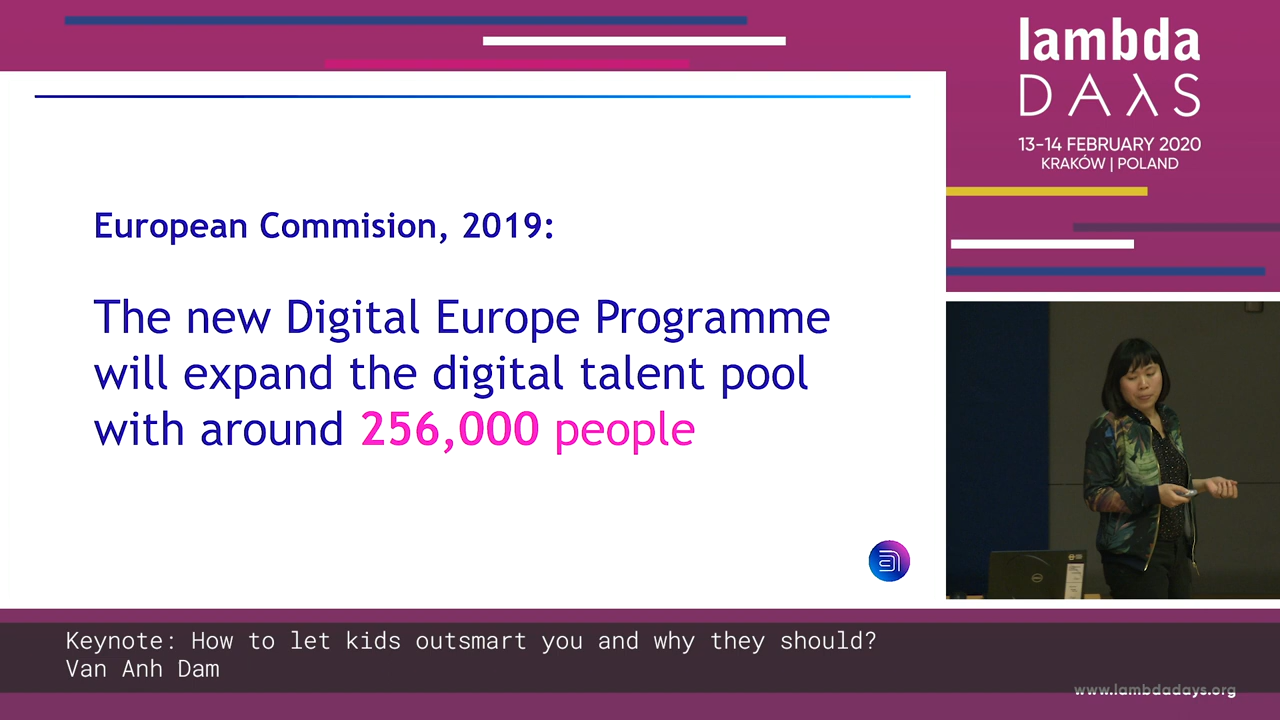 lambda
DAλS
13-14 FEBRUARY 2020
KRAKÓW | POLAND
European Commision, 2019:
The new Digital Europe Programme
will expand the digital talent pool
with around 256,000 people
Keynote: How to let kids outsmart you and why they should?
Van Anh Dam
www.lambdadays.org